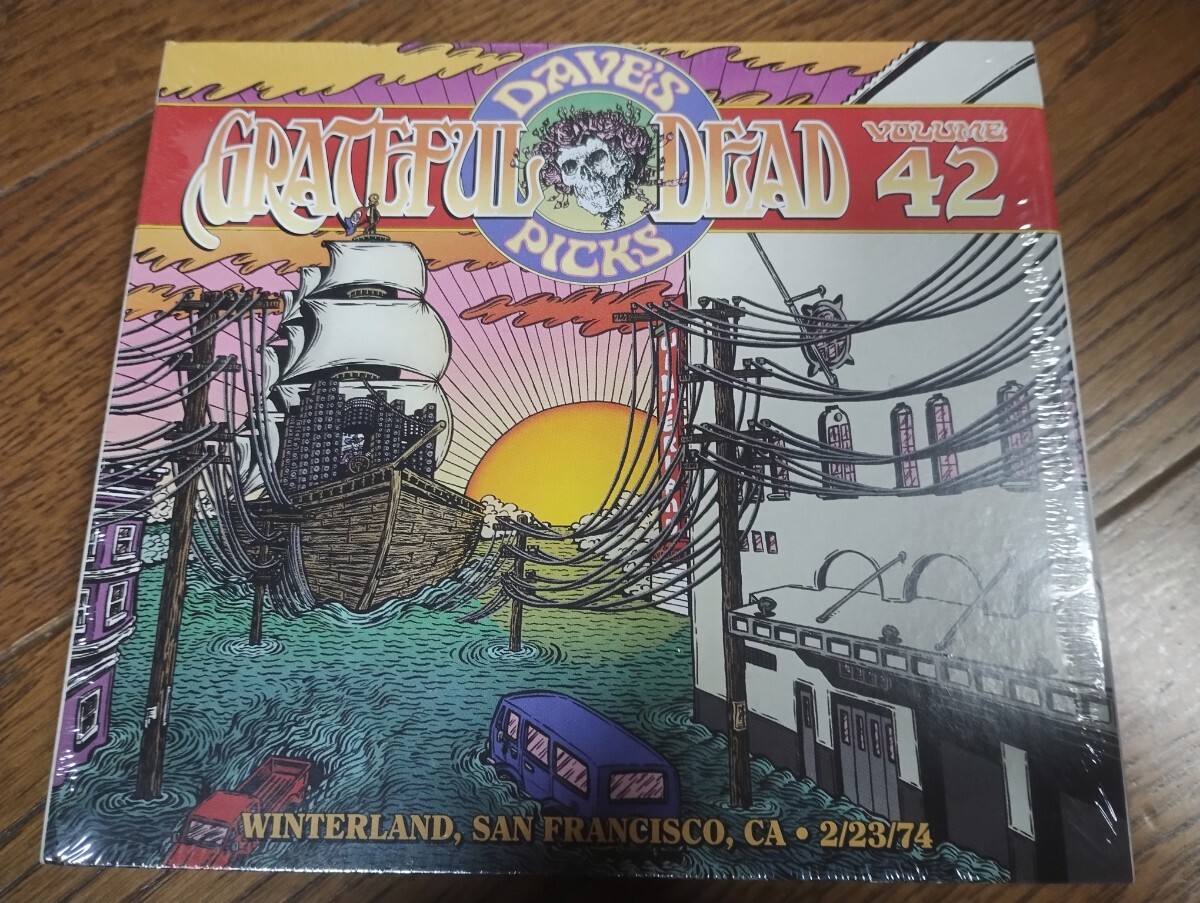 DAVE'S
GRATEFUL DEAD
VOLUME
42
PICKS
WINTERLAND, SAN FRANCISCO, CA • 2/23/74